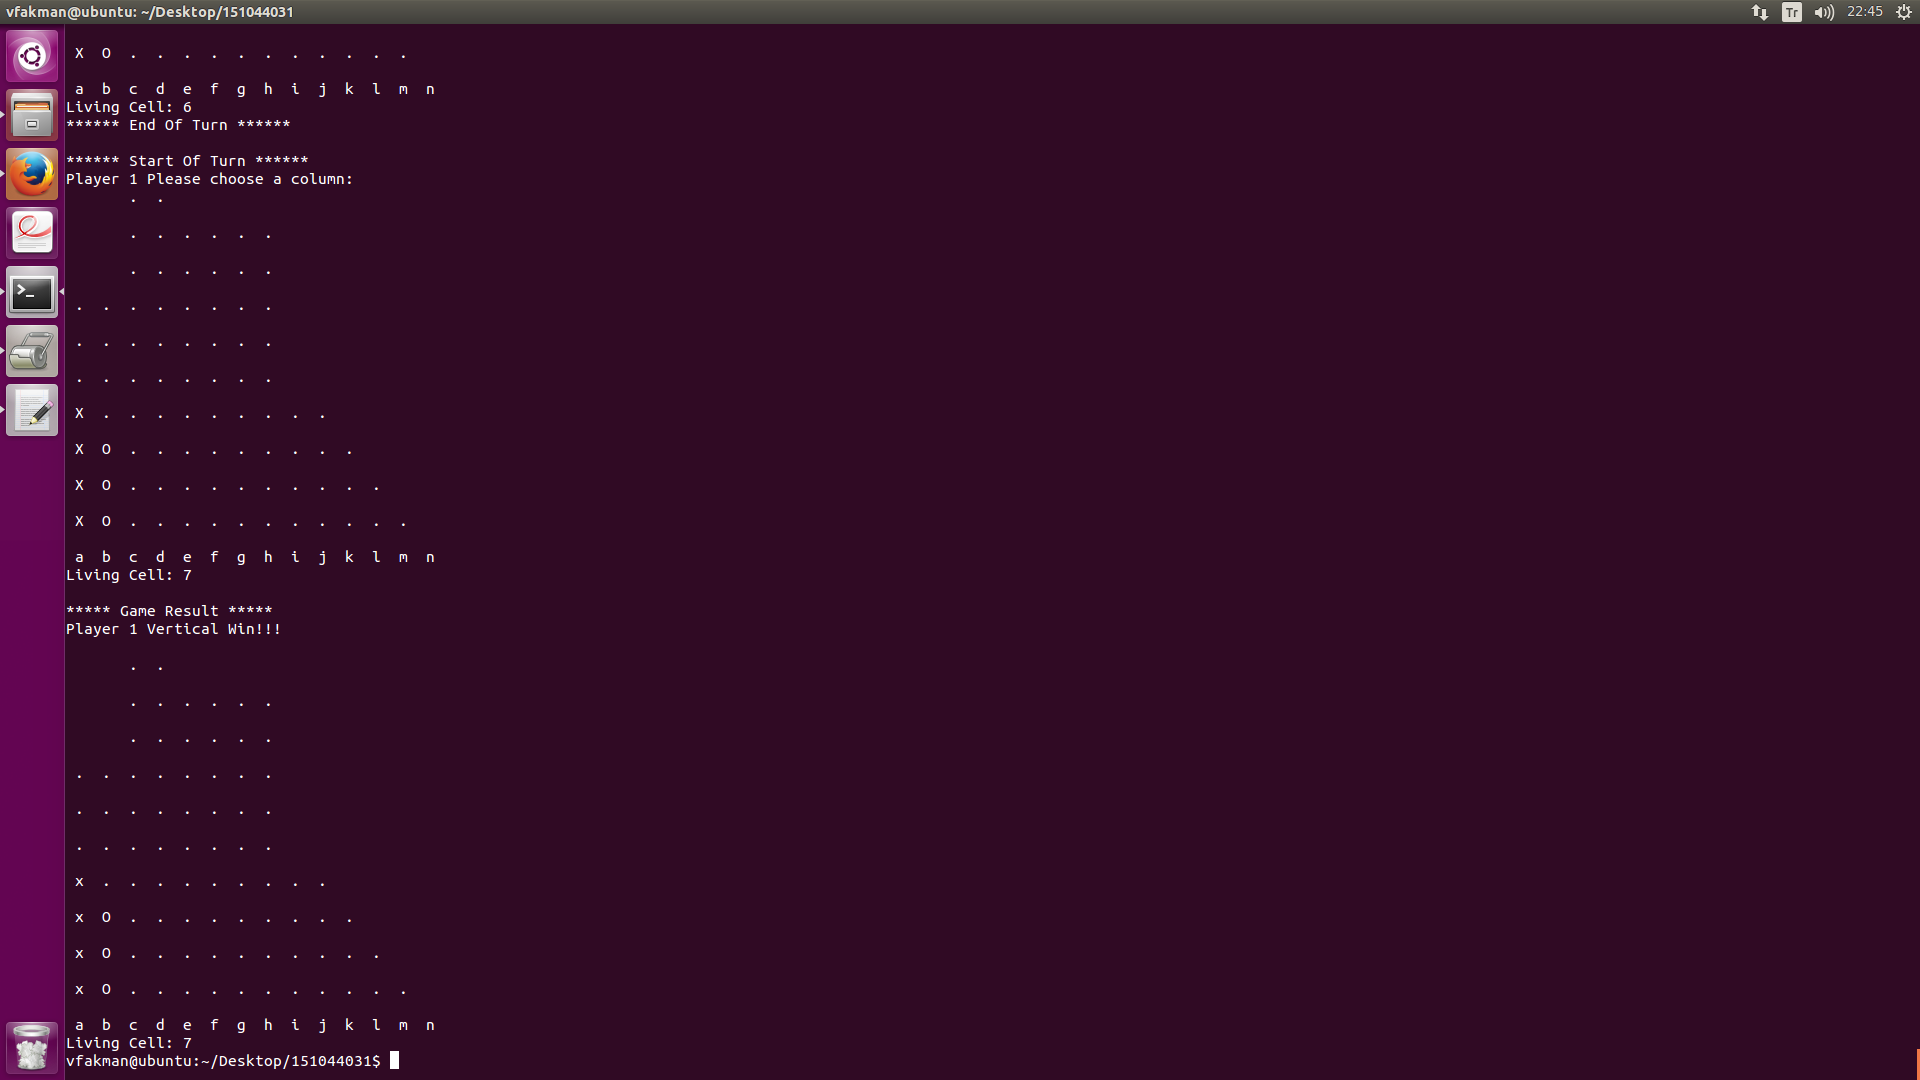 vfakman@ubuntu: ~/Desktop/151044031
Tr 22:45
X  O  .  .  .  .  .  .  .  .  .  .  .
a  b  c  d  e  f  g  h  i  j  k  l  m  n
Living Cell: 6
****** End Of Turn ******
****** Start Of Turn ******
Player 1 Please choose a column:
.  .
.  .  .  .  .  .
.  .  .  .  .  .
.  .  .  .  .  .  .  .
.  .  .  .  .  .  .  .
.  .  .  .  .  .  .  .
X  .  .  .  .  .  .  .  .  .
X  O  .  .  .  .  .  .  .  .  .
X  O  .  .  .  .  .  .  .  .  .  .
X  O  .  .  .  .  .  .  .  .  .  .  .
a  b  c  d  e  f  g  h  i  j  k  l  m  n
Living Cell: 7
***** Game Result *****
Player 1 Vertical Win!!!
.  .
.  .  .  .  .  .
.  .  .  .  .  .
.  .  .  .  .  .  .  .
.  .  .  .  .  .  .  .
.  .  .  .  .  .  .  .
x  .  .  .  .  .  .  .  .  .
x  O  .  .  .  .  .  .  .  .  .
x  O  .  .  .  .  .  .  .  .  .  .
x  O  .  .  .  .  .  .  .  .  .  .  .
a  b  c  d  e  f  g  h  i  j  k  l  m  n
Living Cell: 7
vfakman@ubuntu:~/Desktop/151044031$